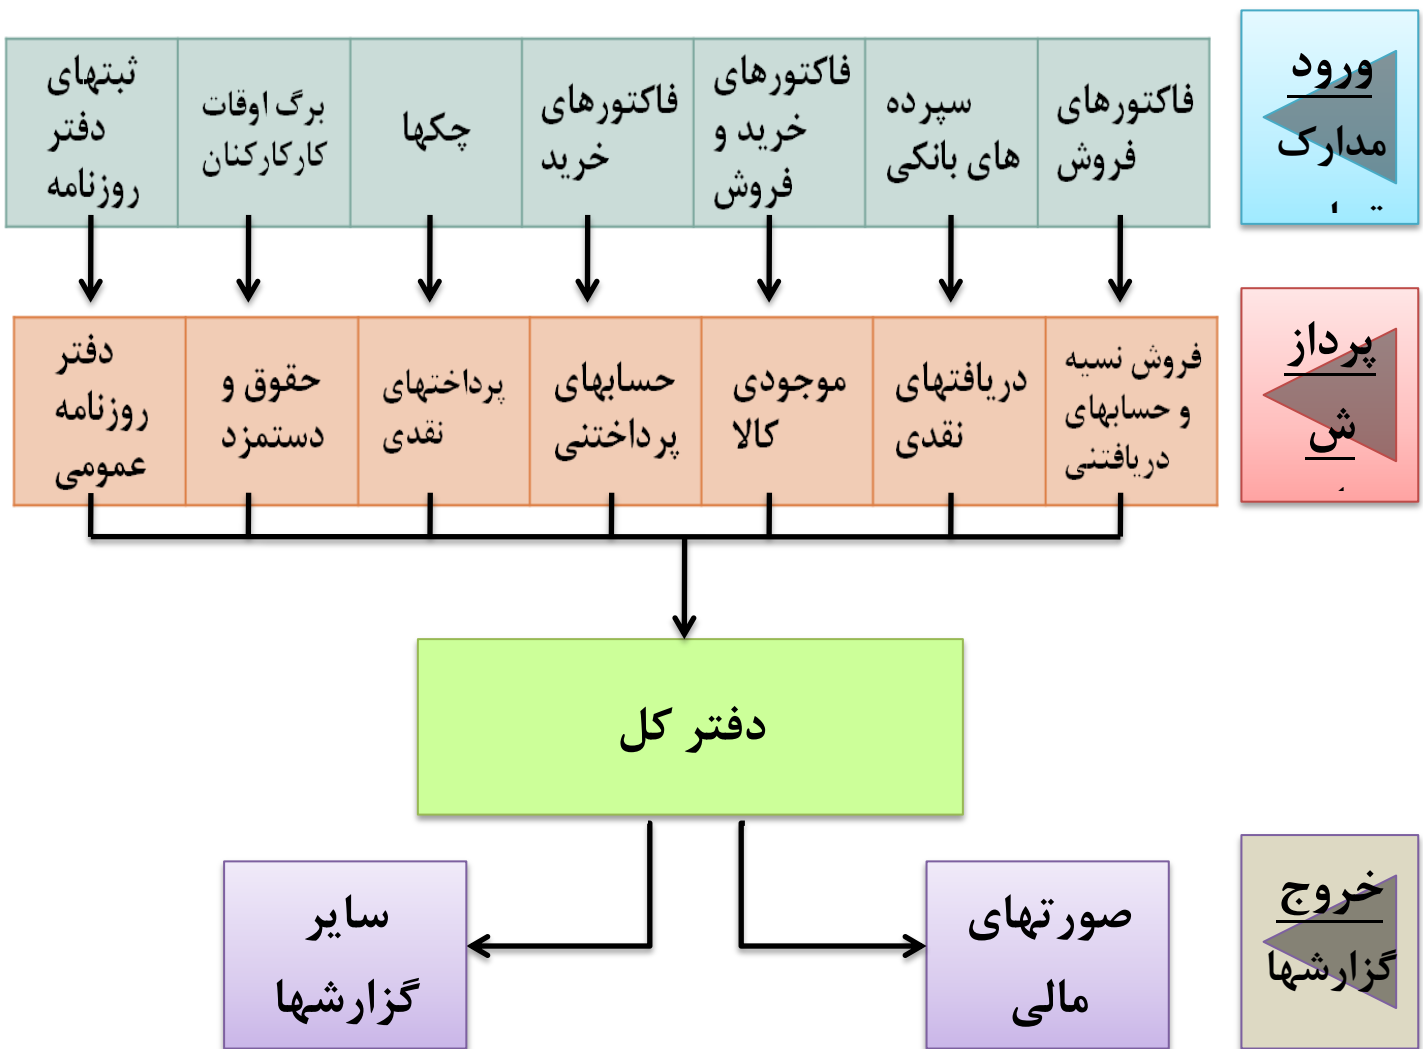 ورود
مدارک
فاکتورهای
فروش
سپرده
های بانکی
فاکتورهای
خرید و
فروش
فاکتورهای
خرید
چکها
برگ اوقات
کارکارکنان
ثبتهای
دفتر
روزنامه
پرداز
ش
فروش نسیه
و حسابهای
دریافتنی
دریافتهای
نقدی
موجودی
کالا
حسابهای
پرداختنی
پرداختهای
نقدی
حقوق و
دستمزد
دفتر
روزنامه
عمومی
دفتر کل
خروج
گزارشها
صورتهای
مالی
سایر
گزارشها